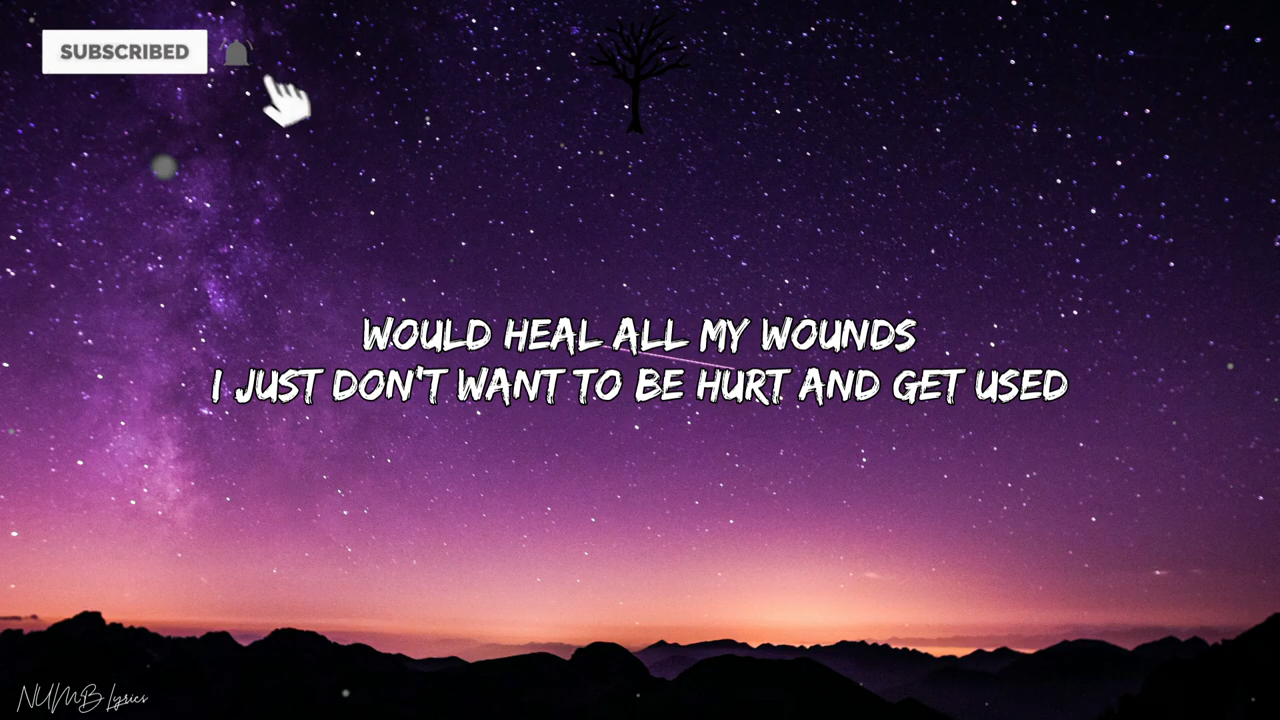 SUBSCRIBED
WOULD HEAL ALL MY WOUNDS
I JUST DON'T WANT TO BE HURT AND GET USED
NUMB Lyrics